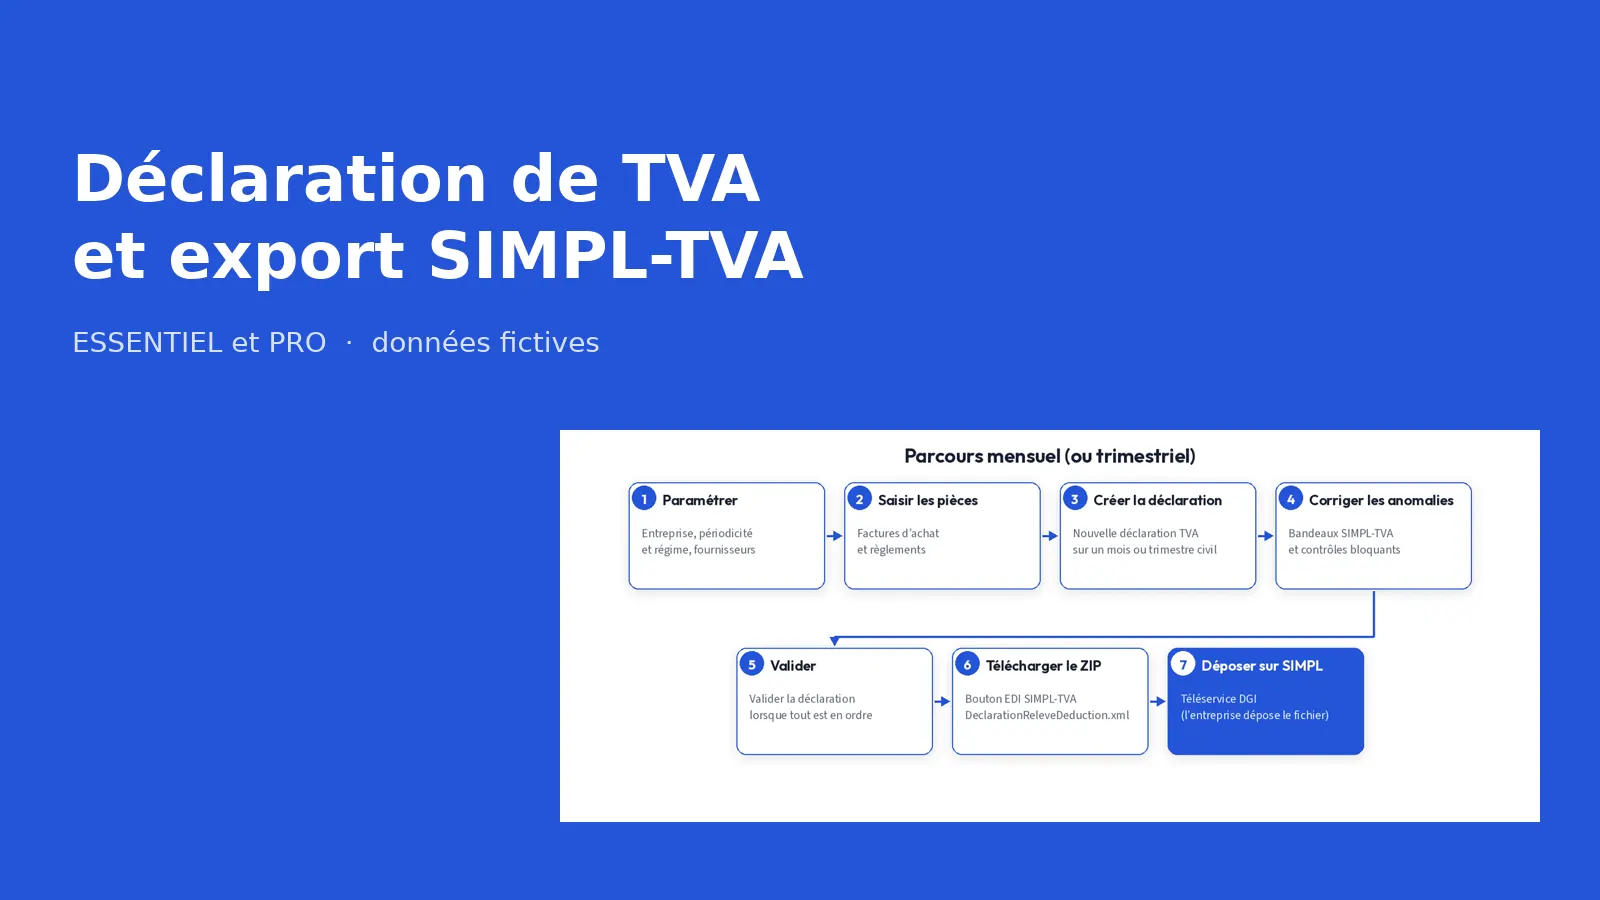 Déclaration de TVA
et export SIMPL-TVA
ESSENTIEL et PRO · données fictives
Parcours mensuel (ou trimestriel)
1 Paramétrer
Entreprise, périodicité
et régime, fournisseurs
2 Saisir les pièces
Factures d'achat
et règlements
3 Créer la déclaration
Nouvelle déclaration TVA
sur un mois ou trimestre civil
4 Corriger les anomalies
Bandeaux SIMPL-TVA
et contrôles bloquants
5 Valider
Valider la déclaration
lorsque tout est en ordre
6 Télécharger le ZIP
Bouton EDI SIMPL-TVA
DeclarationReleveDeduction.xml
7 Déposer sur SIMPL
Téléservice DGI
(l'entreprise dépose le fichier)